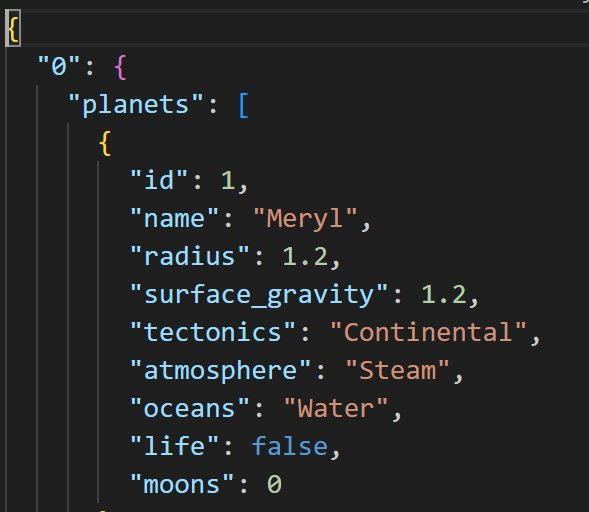 {
  "0": {
    "planets": [
      {
        "id": 1,
        "name": "Meryl",
        "radius": 1.2,
        "surface_gravity": 1.2,
        "tectonics": "Continental",
        "atmosphere": "Steam",
        "oceans": "Water",
        "life": false,
        "moons": 0